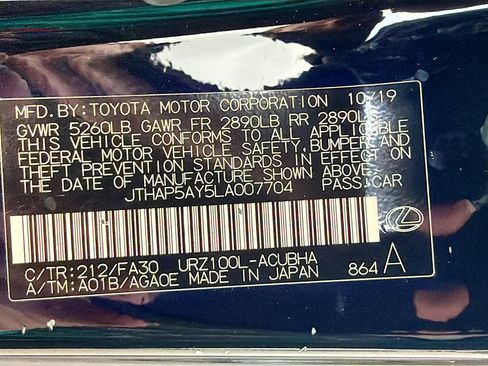 MFD. BY: TOYOTA MOTOR CORPORATION 10/19
GVWR 5260LB GAWR FR 2890LB RR 2890LB
THIS VEHICLE CONFORMS TO ALL APPLICABLE
FEDERAL MOTOR VEHICLE SAFETY, BUMPER AND
THEFT PREVENTION STANDARDS IN EFFECT ON
THE DATE OF MANUFACTURE SHOWN ABOVE.
JTHAP5AY5LA007704 PASS.CAR
C/TR:212/FA30 URZ100L-ACUBHA
A/TM:A01B/AGA0E MADE IN JAPAN 864 A